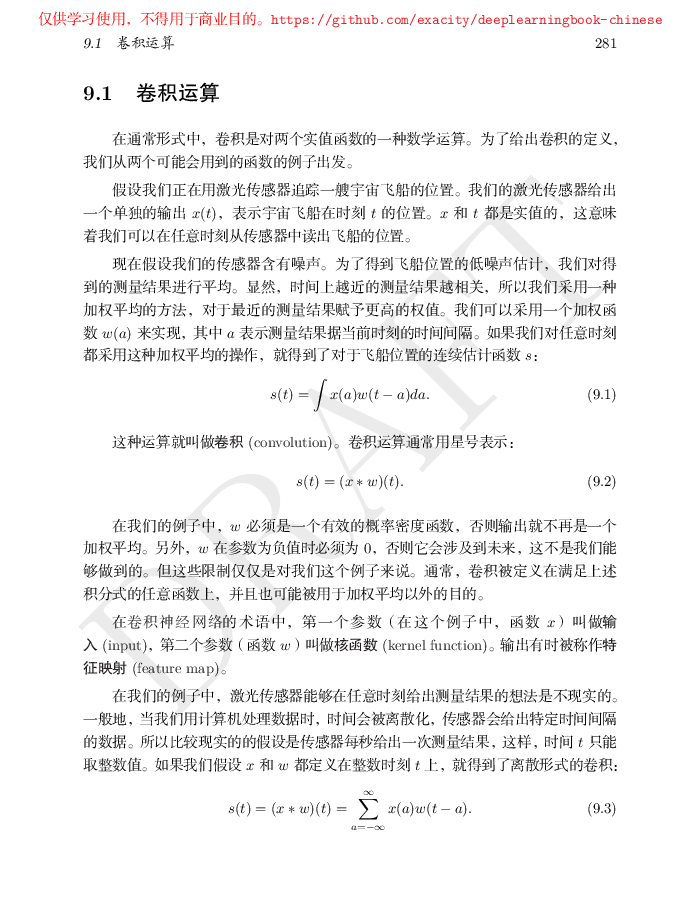 仅供学习使用，不得用于商业目的。https://github.com/exacity/deeplearningbook-chinese
9.1 卷积运算 281
9.1 卷积运算
在通常形式中，卷积是对两个实值函数的一种数学运算。为了给出卷积的定义，
我们从两个可能会用到的函数的例子出发。
假设我们正在用激光传感器追踪一艘宇宙飞船的位置。我们的激光传感器给出
一个单独的输出 x(t)，表示宇宙飞船在时刻 t 的位置。x 和 t 都是实值的，这意味
着我们可以在任意时刻从传感器中读出飞船的位置。
现在假设我们的传感器含有噪声。为了得到飞船位置的低噪声估计，我们对得
到的测量结果进行平均。显然，时间上越近的测量结果越相关，所以我们采用一种
加权平均的方法，对于最近的测量结果赋予更高的权值。我们可以采用一个加权函
数 w(a) 来实现，其中 a 表示测量结果据当前时刻的时间间隔。如果我们对任意时刻
都采用这种加权平均的操作，就得到了对于飞船位置的连续估计函数 s：
s(t) = ∫ x(a)w(t − a)da. (9.1)
这种运算就叫做卷积 (convolution)。卷积运算通常用星号表示：
s(t) = (x ∗ w)(t). (9.2)
在我们的例子中，w 必须是一个有效的概率密度函数，否则输出就不再是一个
加权平均。另外，w 在参数为负值时必须为 0，否则它会涉及到未来，这不是我们能
够做到的。但这些限制仅仅是对我们这个例子来说。通常，卷积被定义在满足上述
积分式的任意函数上，并且也可能被用于加权平均以外的目的。
在卷积神经网络的术语中，第一个参数（在这个例子中，函数 x）叫做输
入 (input)，第二个参数（函数 w）叫做核函数 (kernel function)。输出有时被称作特
征映射 (feature map)。
在我们的例子中，激光传感器能够在任意时刻给出测量结果的想法是不现实的。
一般地，当我们用计算机处理数据时，时间会被离散化，传感器会给出特定时间间隔
的数据。所以比较现实的的假设是传感器每秒给出一次测量结果，这样，时间 t 只能
取整数值。如果我们假设 x 和 w 都定义在整数时刻 t 上，就得到了离散形式的卷积：
s(t) = (x ∗ w)(t) = ∑_{a=−∞}^{∞} x(a)w(t − a). (9.3)
DRAFT